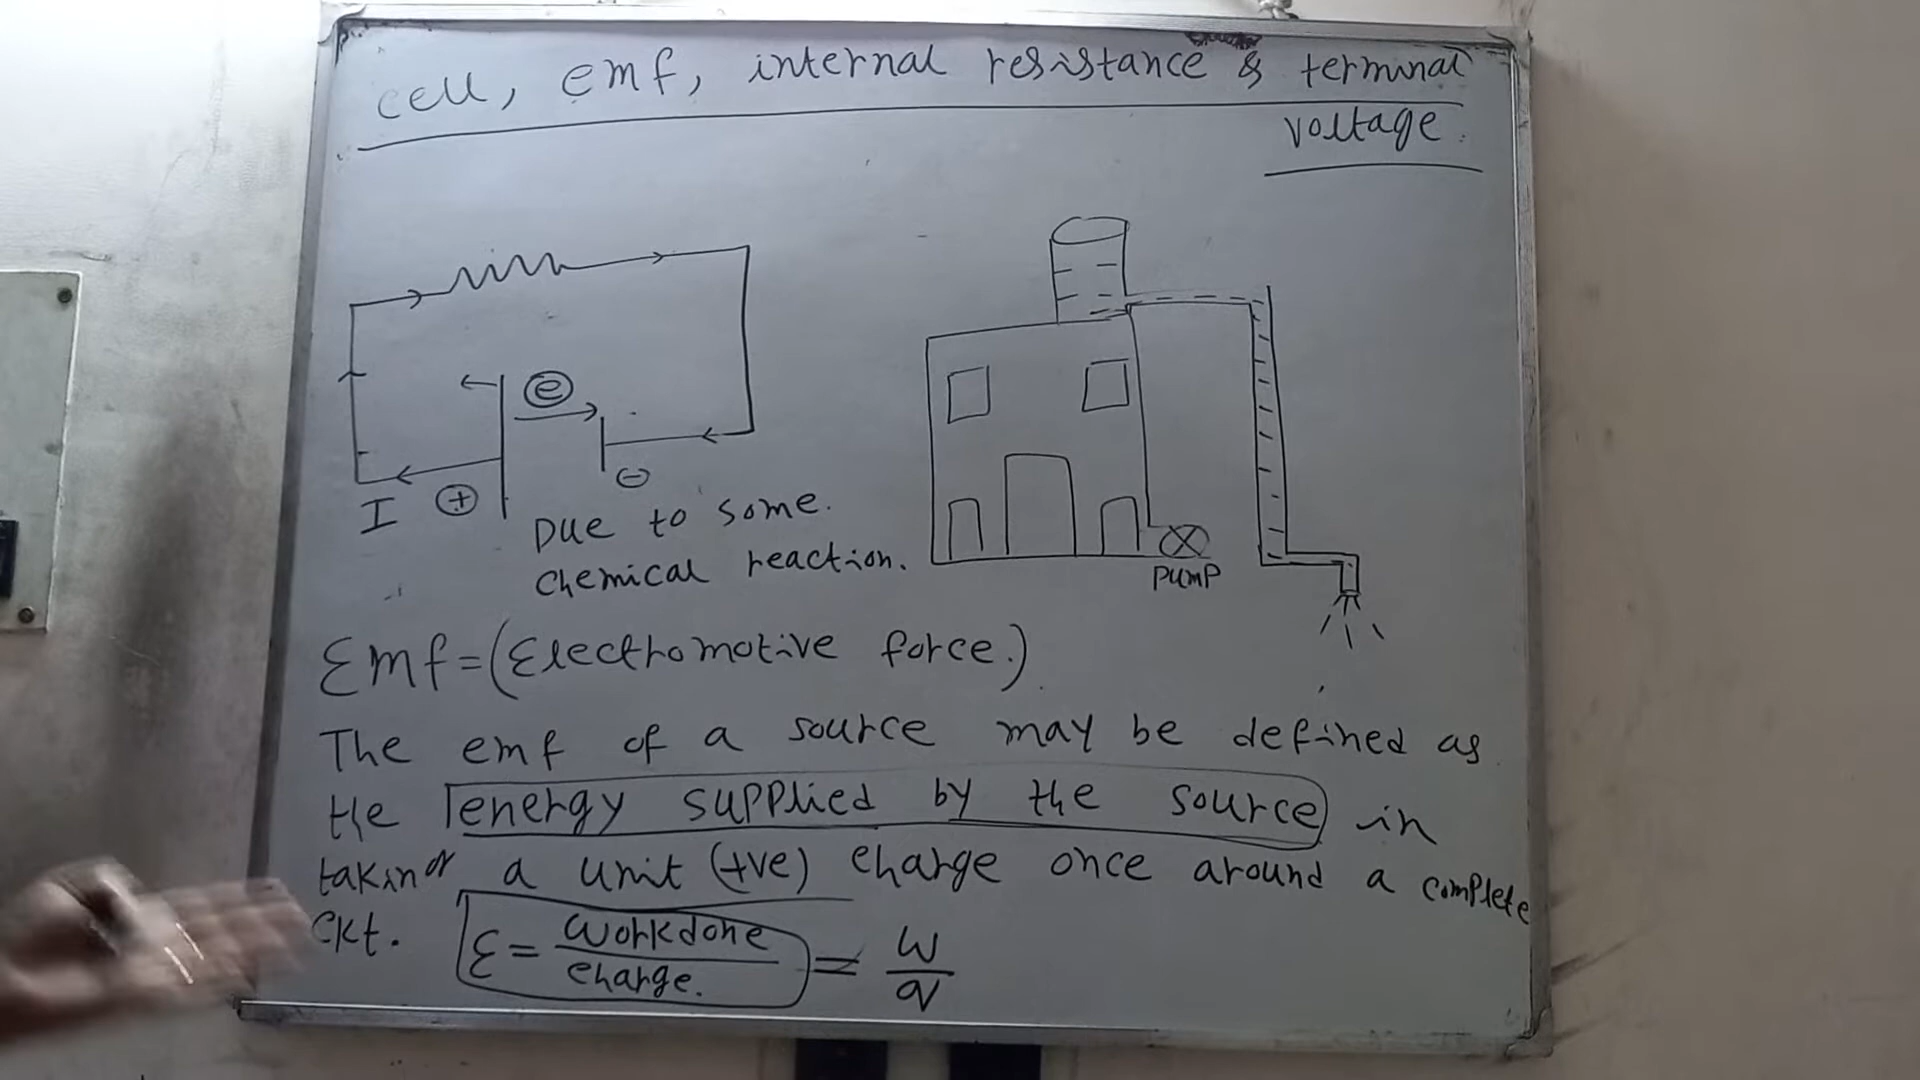 cell, emf, internal resistance & terminal
voltage.
e
I
+
-
Due to some.
chemical reaction.
PUMP
Emf=(Electromotive force.)
The emf of a source may be defined as
the energy supplied by the source in
taking a unit (+ve) charge once around a complete
ckt. ε = workdone/charge. = W/q